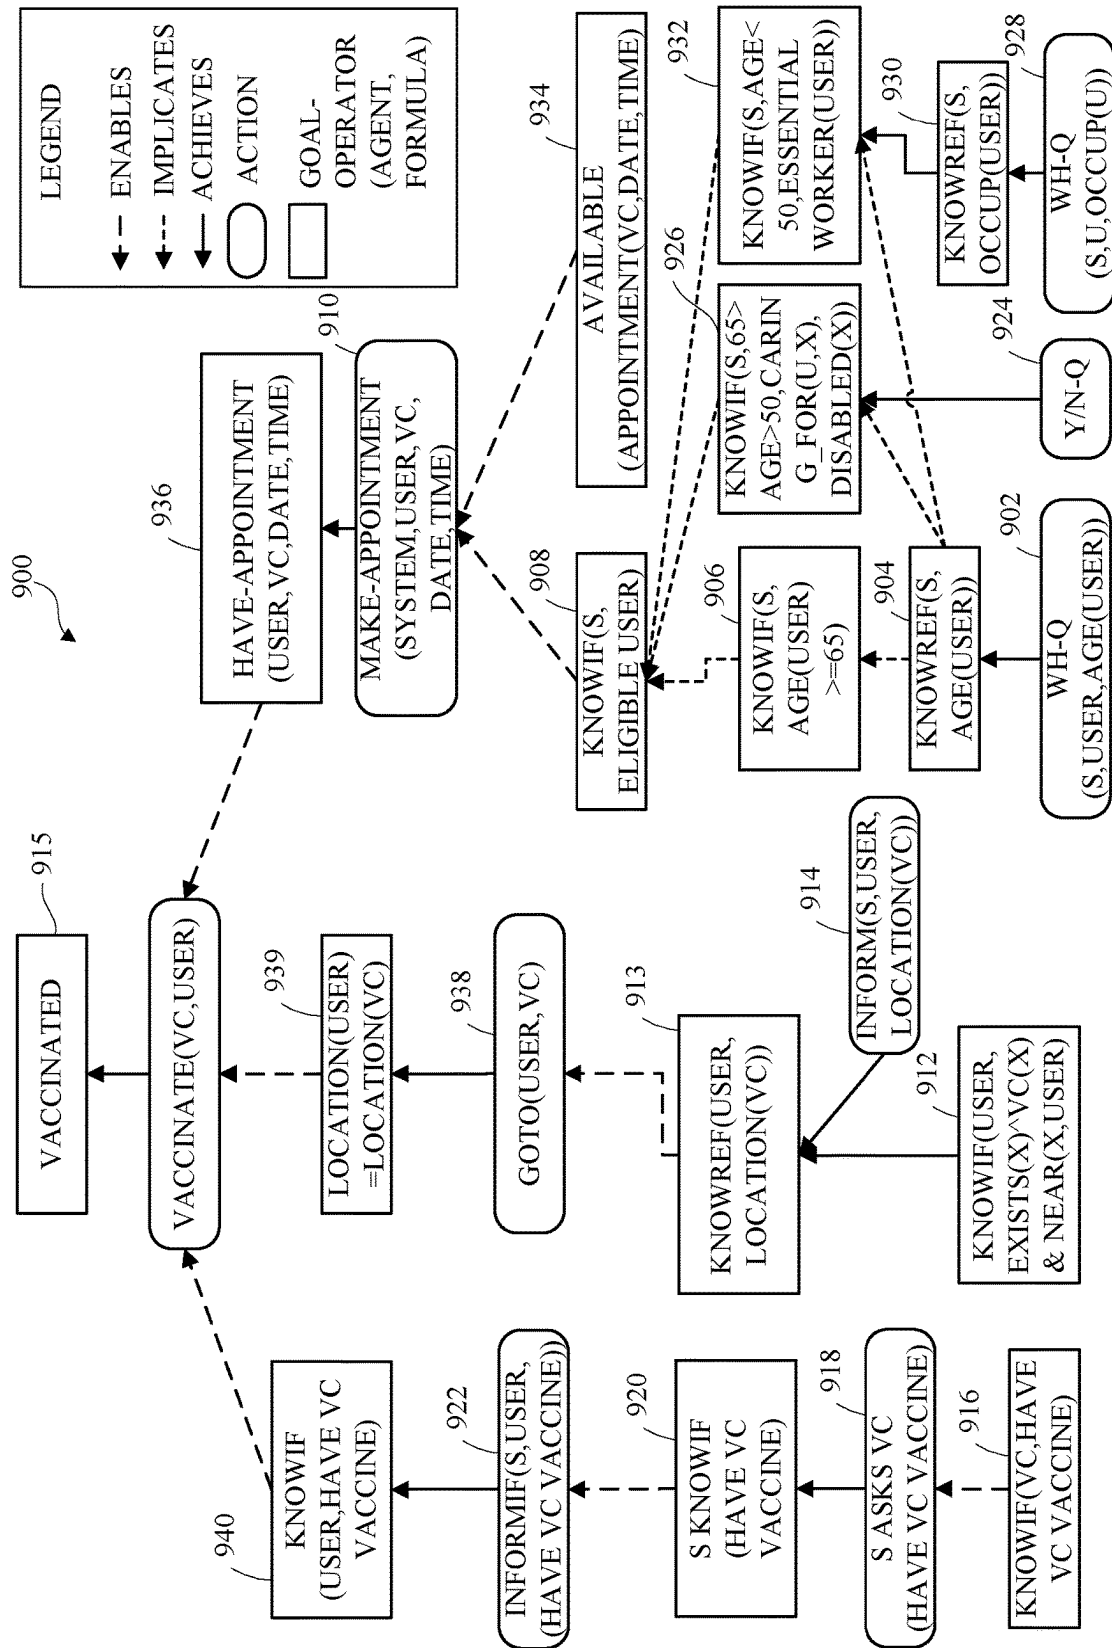 900
LEGEND
ENABLES
IMPLICATES
ACHIEVES
ACTION
GOAL-
OPERATOR
(AGENT,
FORMULA)
VACCINATED
915
VACCINATE(VC,USER)
940
KNOWIF
(USER,HAVE VC
VACCINE)
922
INFORMIF(S,USER,
(HAVE VC VACCINE))
920
S KNOWIF
(HAVE VC
VACCINE)
918
S ASKS VC
(HAVE VC VACCINE)
916
KNOWIF(VC,HAVE
VC VACCINE)
939
LOCATION(USER)
=LOCATION(VC)
938
GOTO(USER,VC)
913
KNOWREF(USER,
LOCATION(VC))
914
INFORM(S,USER,
LOCATION(VC))
912
KNOWIF(USER,
EXISTS(X)^VC(X)
& NEAR(X,USER)
936
HAVE-APPOINTMENT
(USER,VC,DATE,TIME)
910
MAKE-APPOINTMENT
(SYSTEM,USER,VC,
DATE,TIME)
908
KNOWIF(S,
ELIGIBLE USER)
934
AVAILABLE
(APPOINTMENT(VC,DATE,TIME)
906
KNOWIF(S,
AGE(USER
>=65)
926
KNOWIF(S,65>
AGE>50,CARIN
G_FOR(U,X),
DISABLED(X))
932
KNOWIF(S,AGE<
50,ESSENTIAL
WORKER(USER))
904
KNOWREF(S,
AGE(USER))
930
KNOWREF(S,
OCCUP(USER))
902
WH-Q
(S,USER,AGE(USER))
924
Y/N-Q
928
WH-Q
(S,U,OCCUP(U))